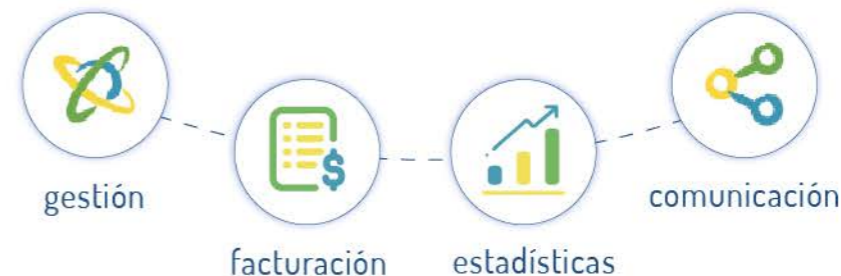 gestión
facturación
estadísticas
comunicación
$